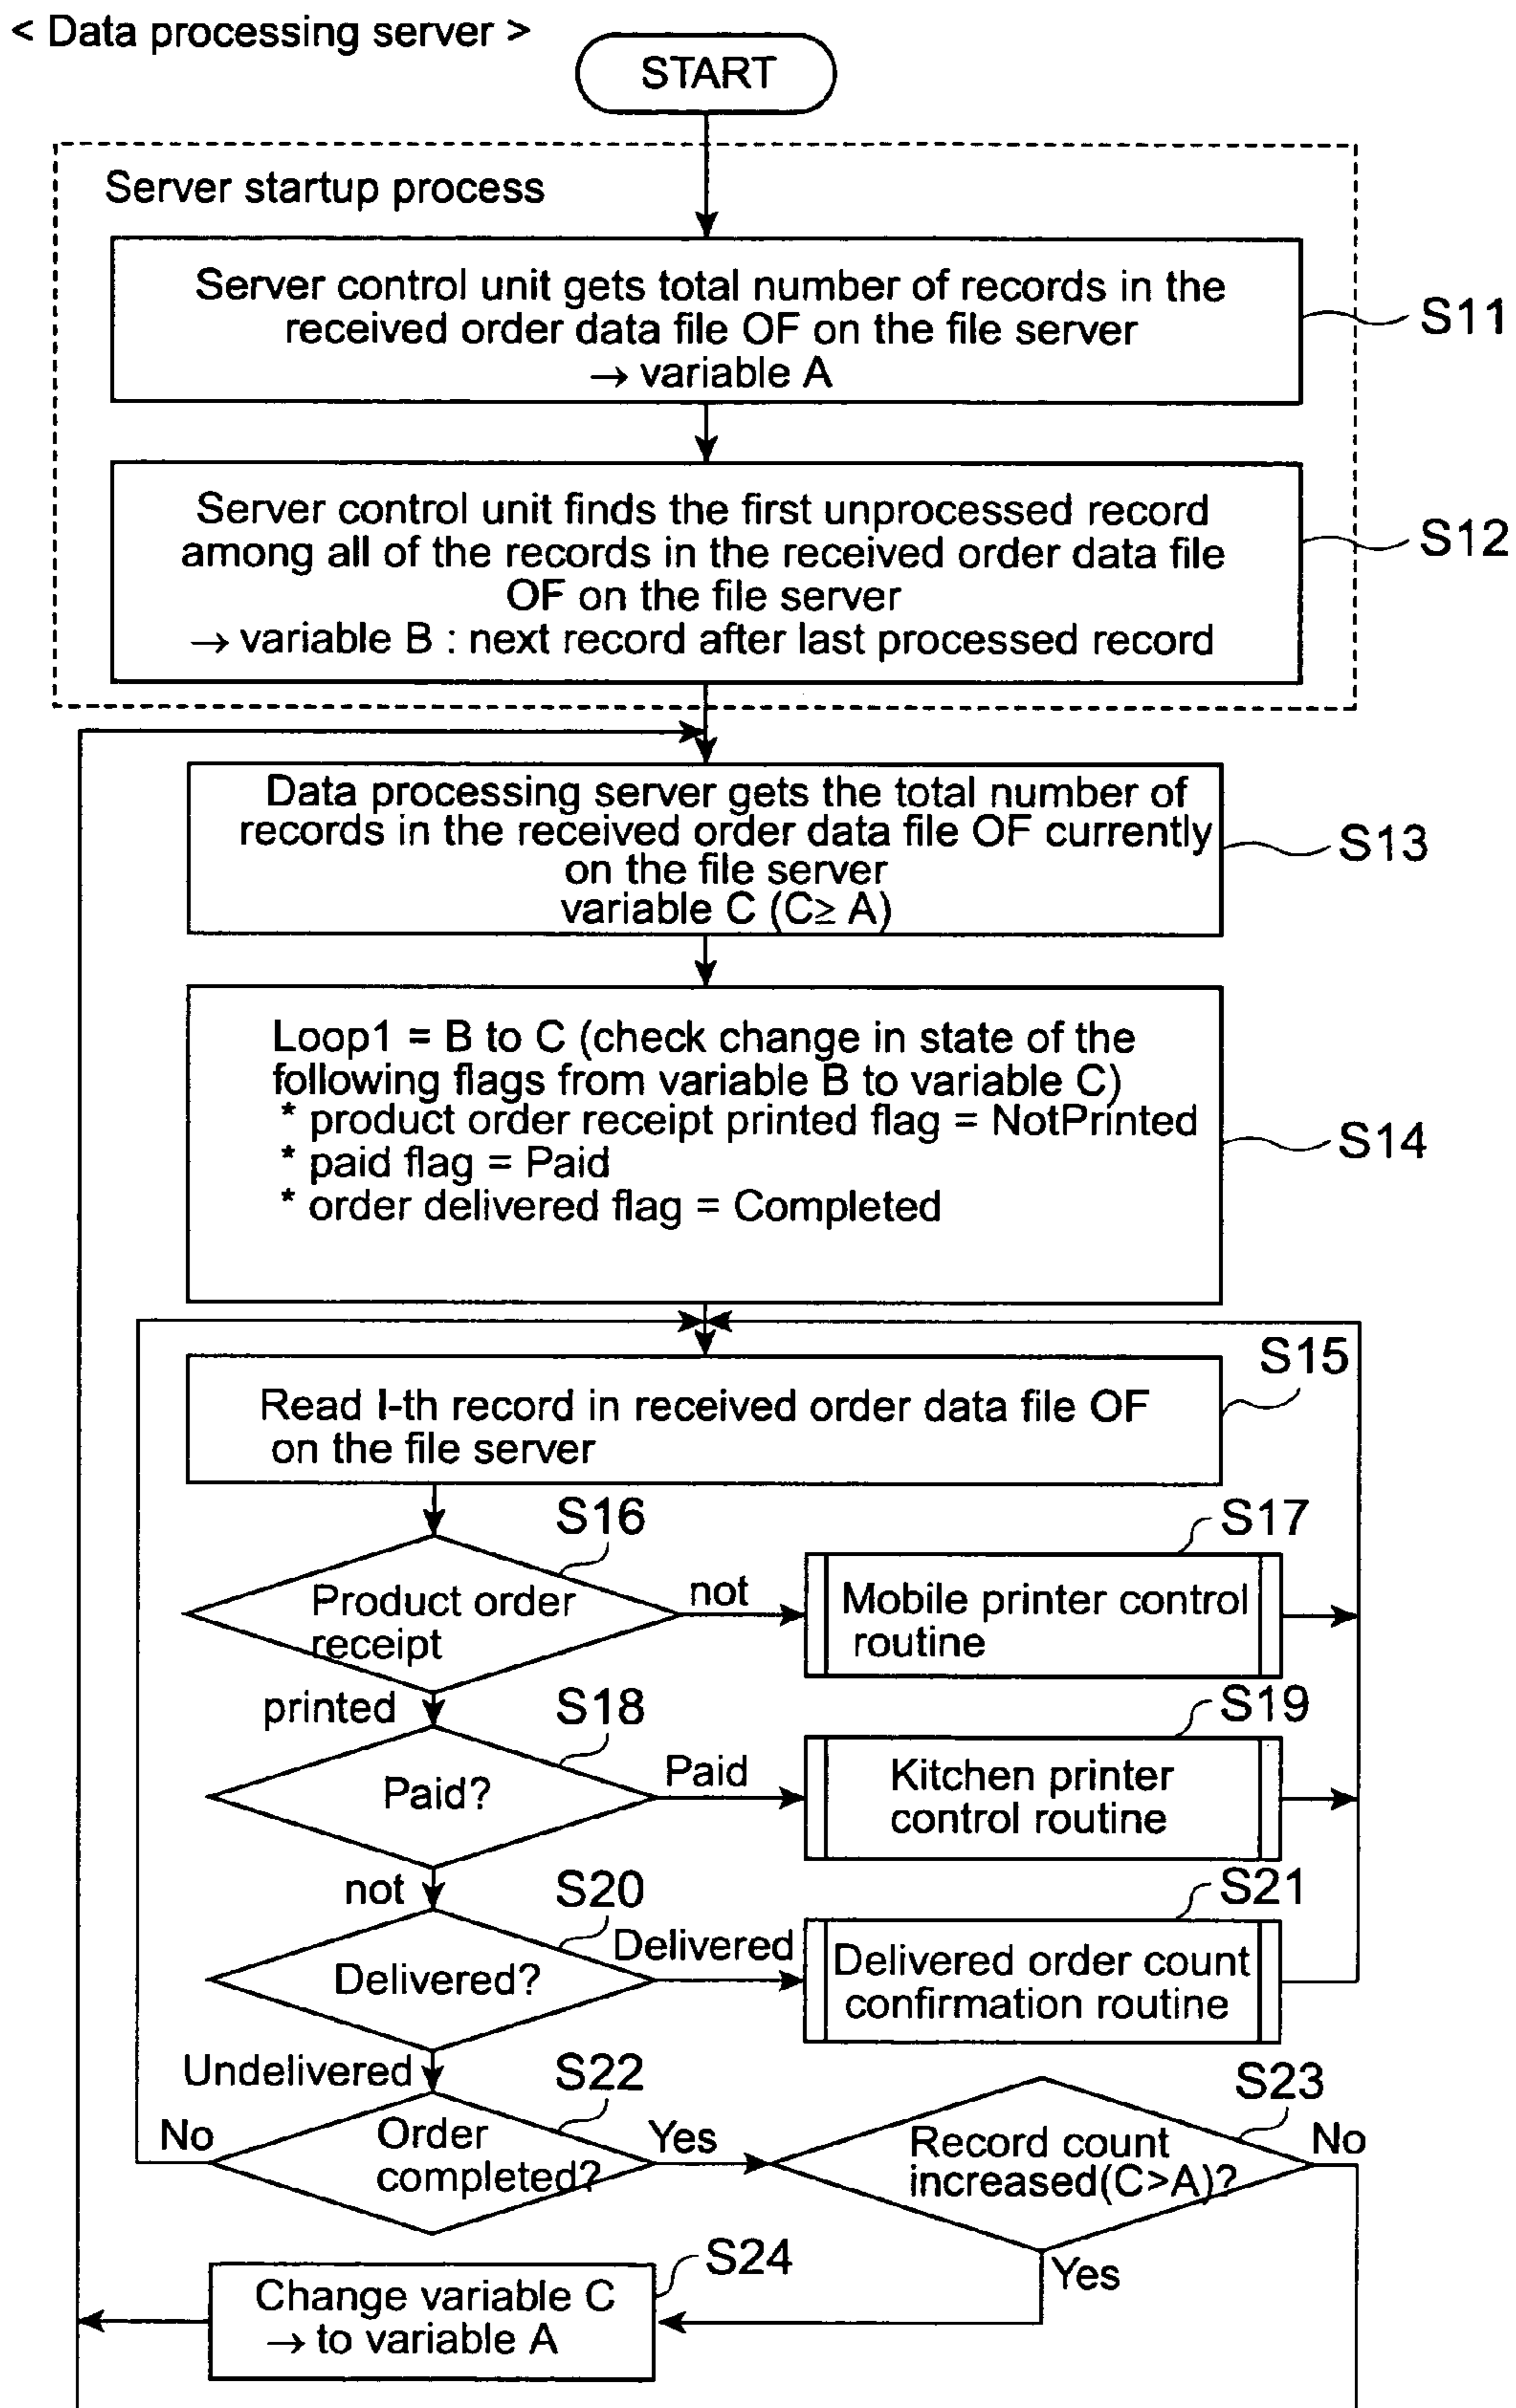 < Data processing server >
START
Server startup process
Server control unit gets total number of records in the
received order data file OF on the file server
→ variable A
S11
Server control unit finds the first unprocessed record
among all of the records in the received order data file
OF on the file server
→ variable B : next record after last processed record
S12
Data processing server gets the total number of
records in the received order data file OF currently
on the file server
variable C (C≥ A)
S13
Loop1 = B to C (check change in state of the
following flags from variable B to variable C)
* product order receipt printed flag = NotPrinted
* paid flag = Paid
* order delivered flag = Completed
S14
S15
Read I-th record in received order data file OF
on the file server
S16
Product order
receipt
not
S17
Mobile printer control
routine
printed
S18
Paid?
Paid
S19
Kitchen printer
control routine
not
S20
Delivered?
Delivered
S21
Delivered order count
confirmation routine
Undelivered
S22
Order
completed?
No
Yes
S23
Record count
increased(C>A)?
No
Yes
S24
Change variable C
→ to variable A